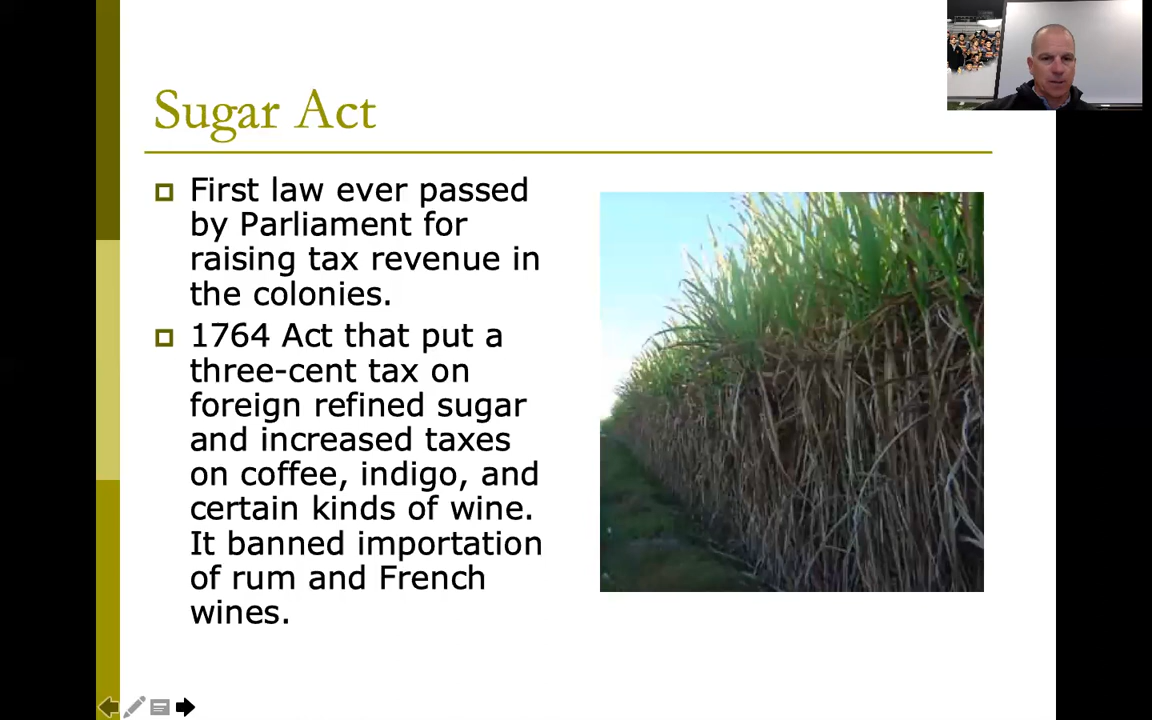 Sugar Act
First law ever passed
by Parliament for
raising tax revenue in
the colonies.
1764 Act that put a
three-cent tax on
foreign refined sugar
and increased taxes
on coffee, indigo, and
certain kinds of wine.
It banned importation
of rum and French
wines.